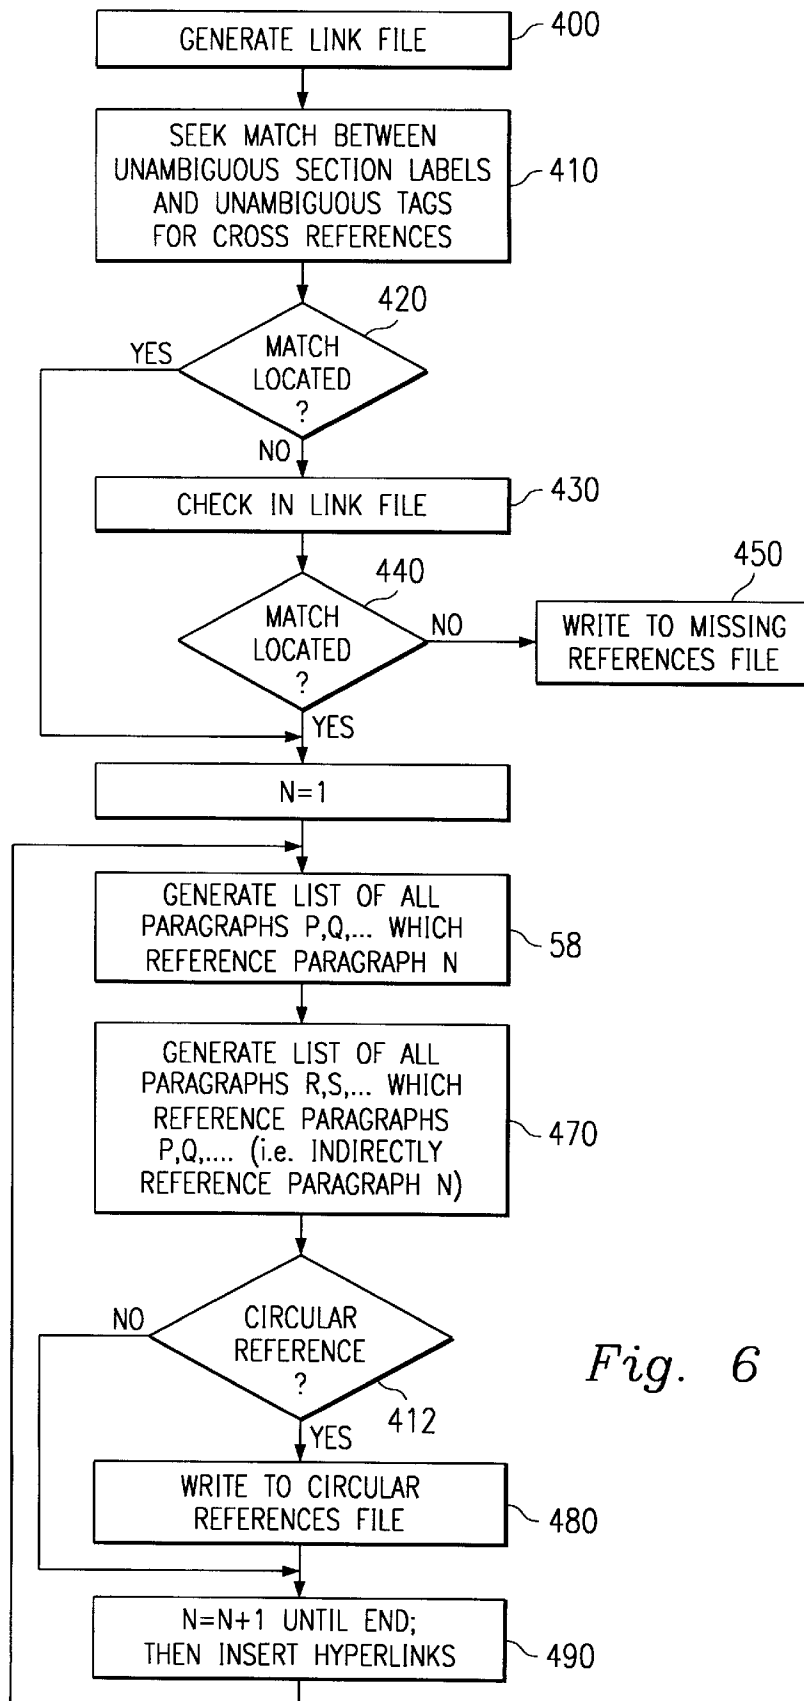 GENERATE LINK FILE
400
SEEK MATCH BETWEEN
UNAMBIGUOUS SECTION LABELS
AND UNAMBIGUOUS TAGS
FOR CROSS REFERENCES
410
420
YES
MATCH
LOCATED
?
NO
CHECK IN LINK FILE
430
440
MATCH
LOCATED
?
NO
450
WRITE TO MISSING
REFERENCES FILE
YES
N=1
GENERATE LIST OF ALL
PARAGRAPHS P,Q,... WHICH
REFERENCE PARAGRAPH N
58
GENERATE LIST OF ALL
PARAGRAPHS R,S,... WHICH
REFERENCE PARAGRAPHS
P,Q,.... (i.e. INDIRECTLY
REFERENCE PARAGRAPH N)
470
NO
CIRCULAR
REFERENCE
?
412
Fig. 6
YES
WRITE TO CIRCULAR
REFERENCES FILE
480
N=N+1 UNTIL END;
THEN INSERT HYPERLINKS
490